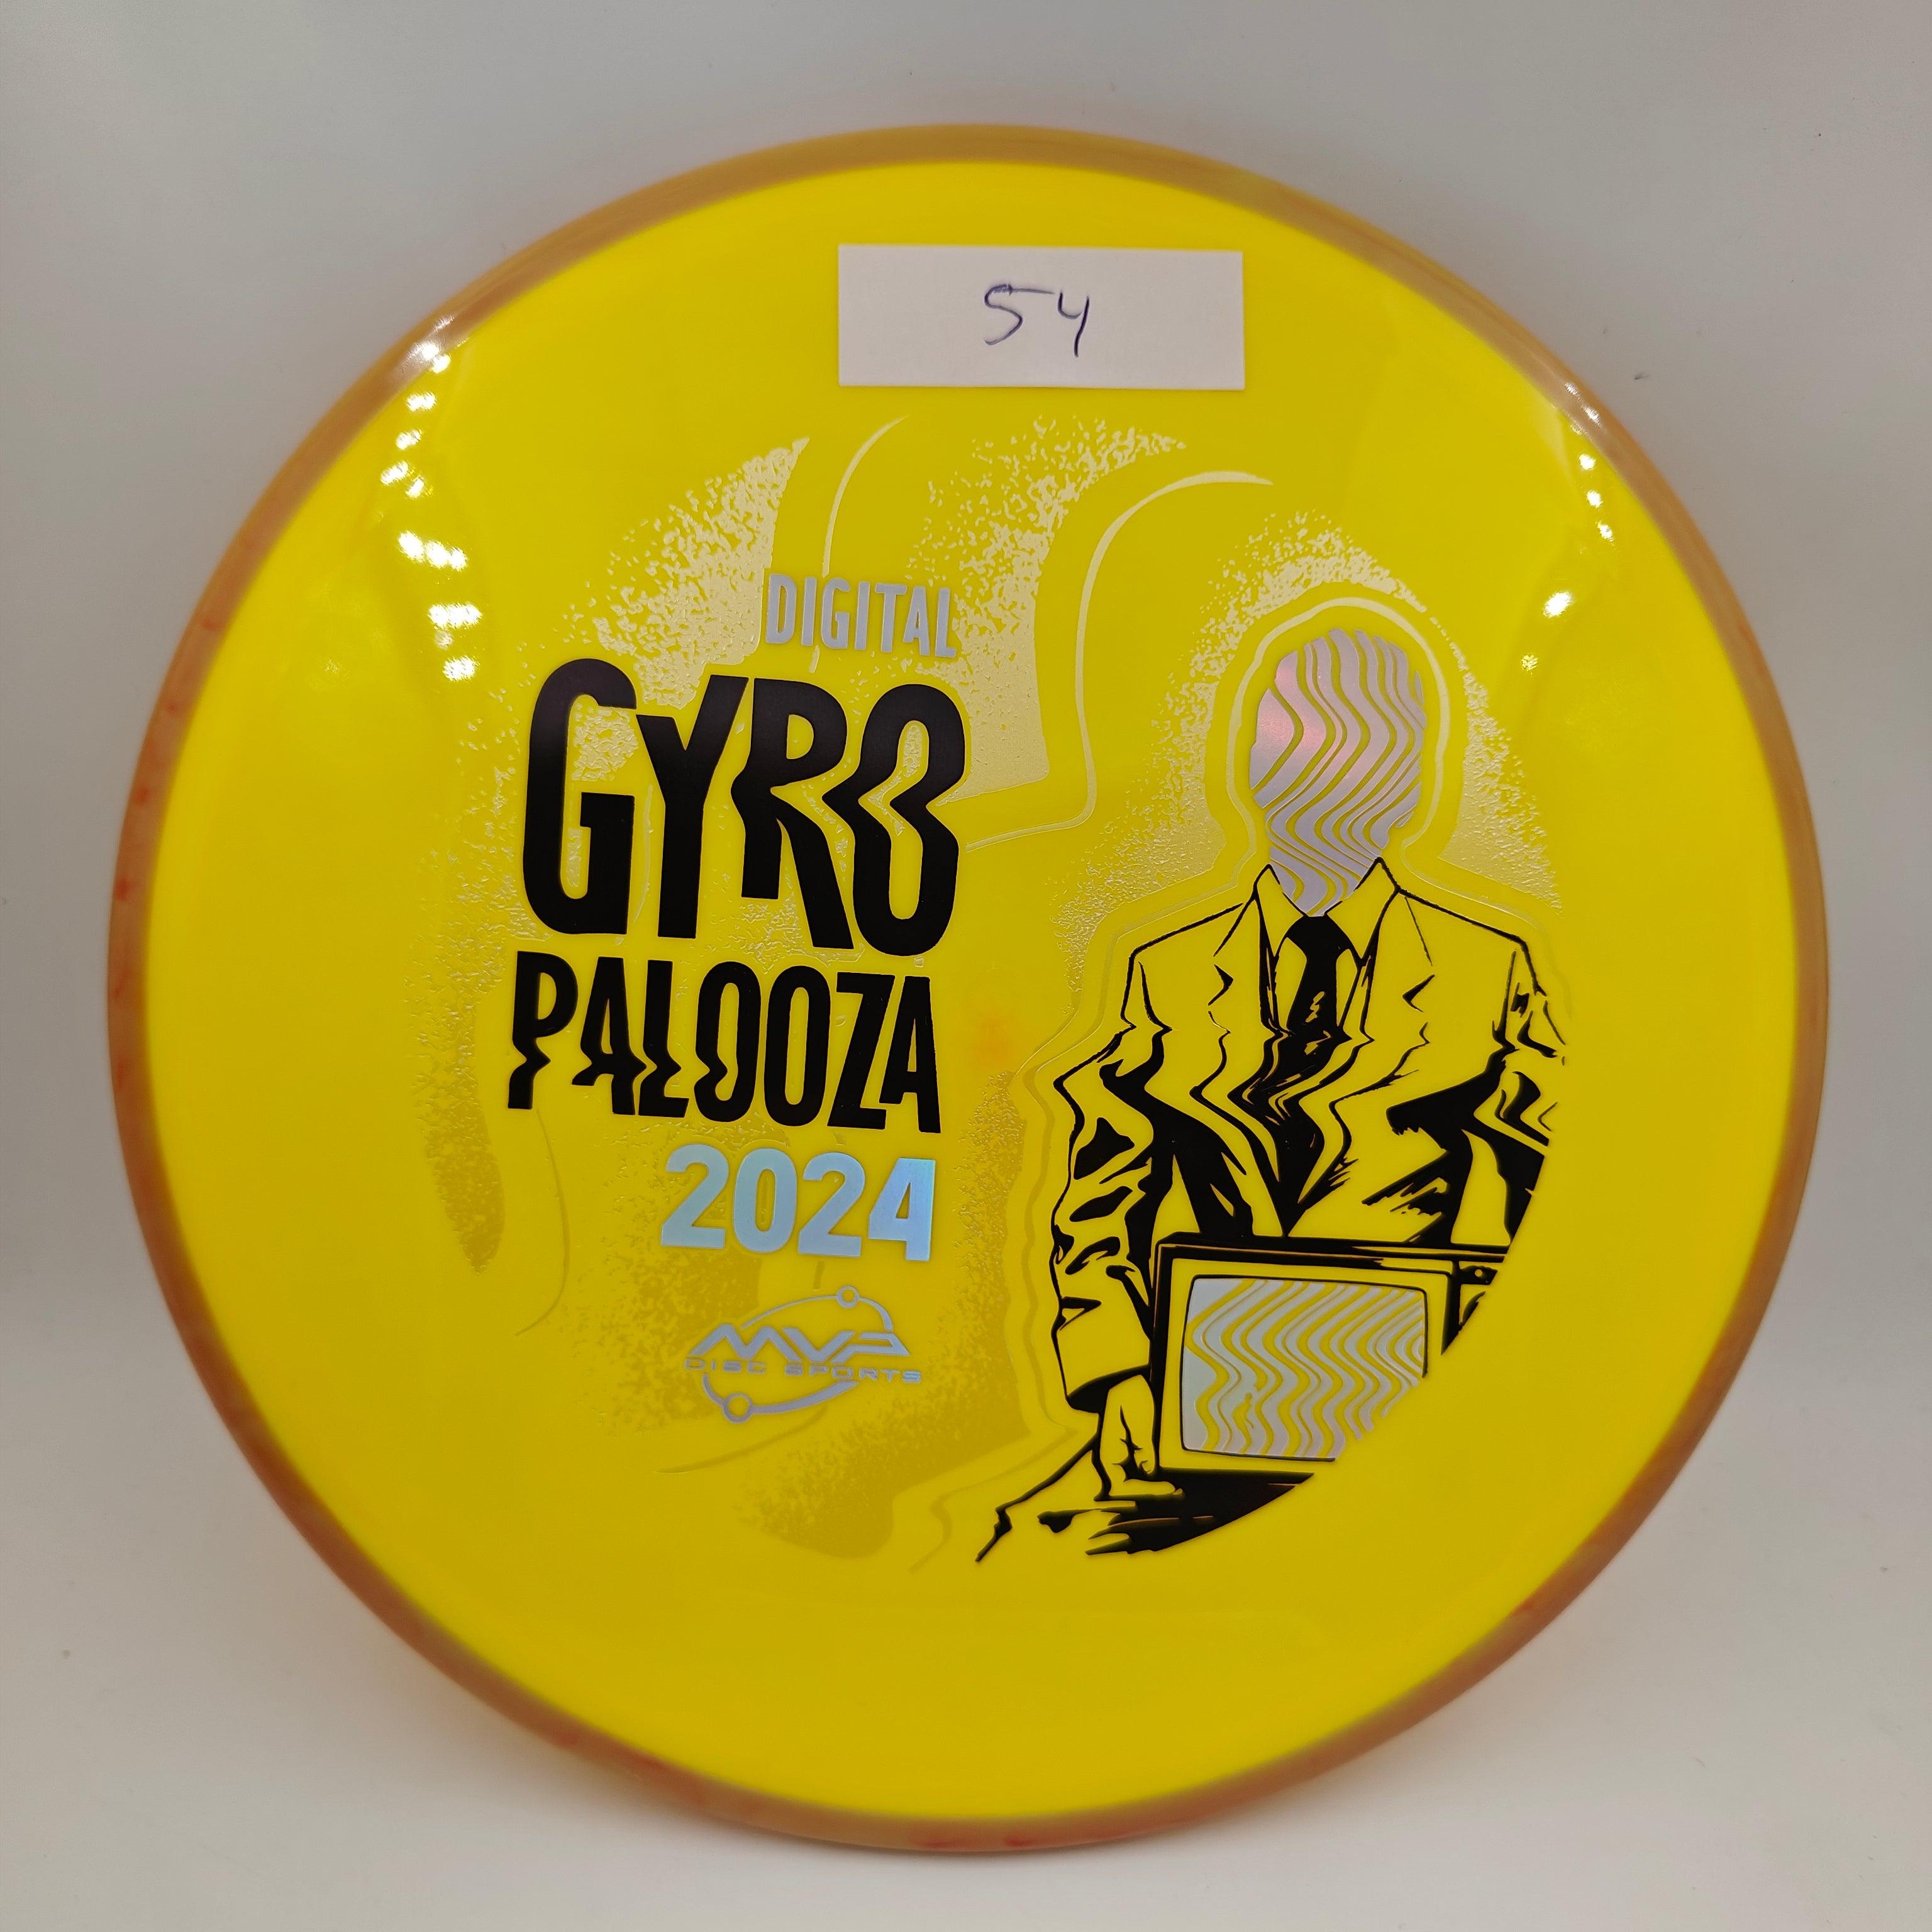 54
DIGITAL
GYRO
PALOOZA
2024
MVP
DISC SPORTS